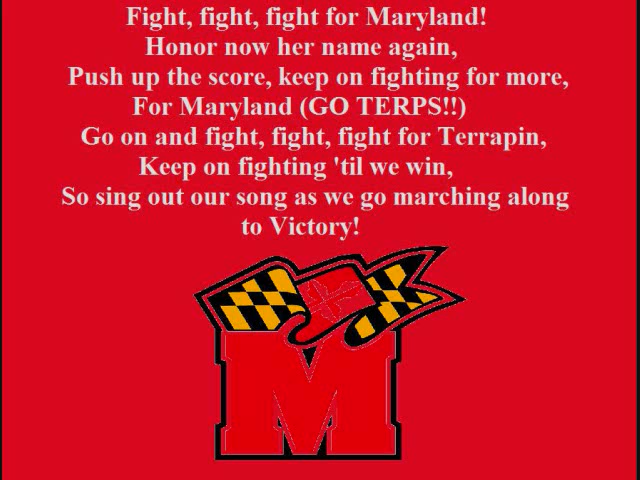 Fight, fight, fight for Maryland!
Honor now her name again,
Push up the score, keep on fighting for more,
For Maryland (GO TERPS!!)
Go on and fight, fight, fight for Terrapin,
Keep on fighting 'til we win,
So sing out our song as we go marching along
to Victory!
M